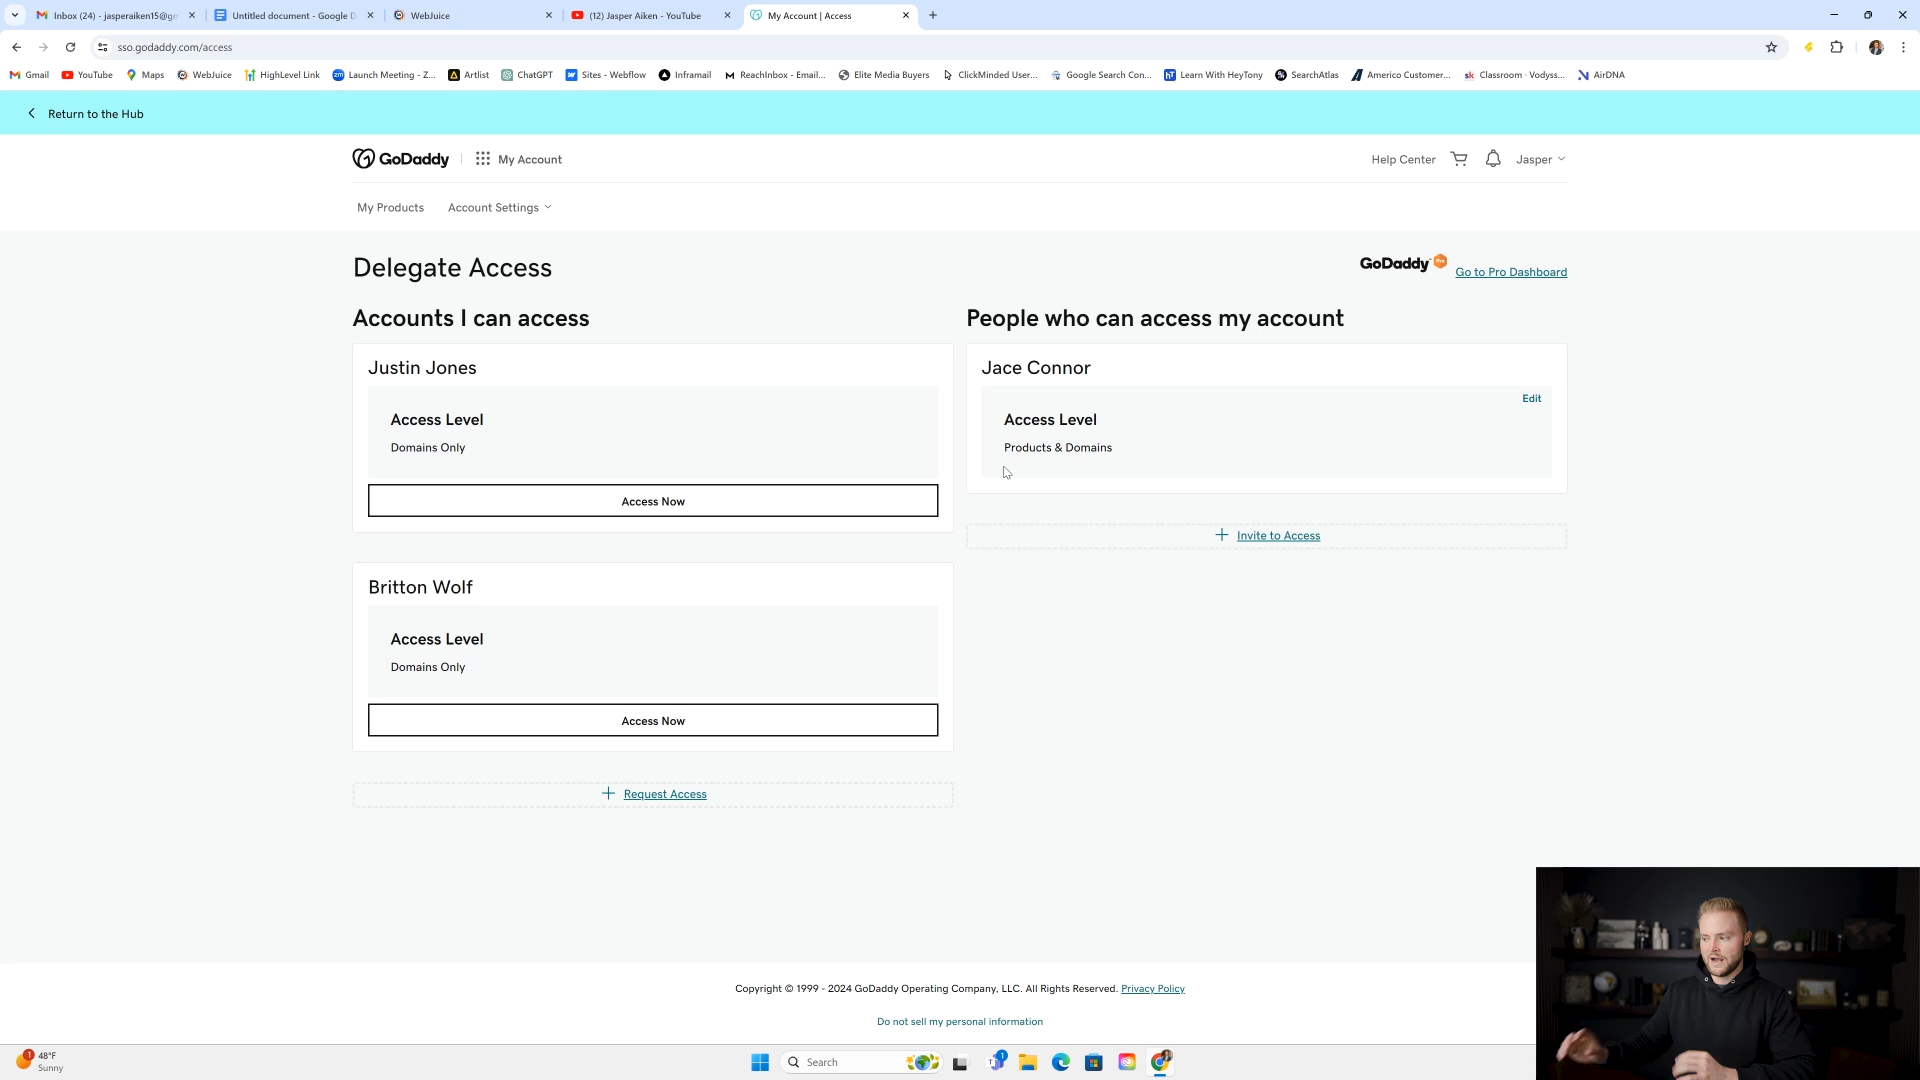 Inbox (24) - jasperaiken15@gm
Untitled document - Google D
WebJuice
(12) Jasper Aiken - YouTube
My Account | Access
sso.godaddy.com/access
Gmail
YouTube
Maps
WebJuice
HighLevel Link
Launch Meeting - Z...
Artlist
ChatGPT
Sites - Webflow
Inframail
ReachInbox - Email...
Elite Media Buyers
ClickMinded User...
Google Search Con...
Learn With HeyTony
SearchAtlas
Americo Customer...
Classroom · Vodyss...
AirDNA
Return to the Hub
GoDaddy
My Account
Help Center
Jasper
My Products
Account Settings
Delegate Access
GoDaddy
Go to Pro Dashboard
Accounts I can access
People who can access my account
Justin Jones
Access Level
Domains Only
Access Now
Jace Connor
Edit
Access Level
Products & Domains
+ Invite to Access
Britton Wolf
Access Level
Domains Only
Access Now
+ Request Access
Copyright © 1999 - 2024 GoDaddy Operating Company, LLC. All Rights Reserved. Privacy Policy
Do not sell my personal information
1
48°F
Sunny
Search
1